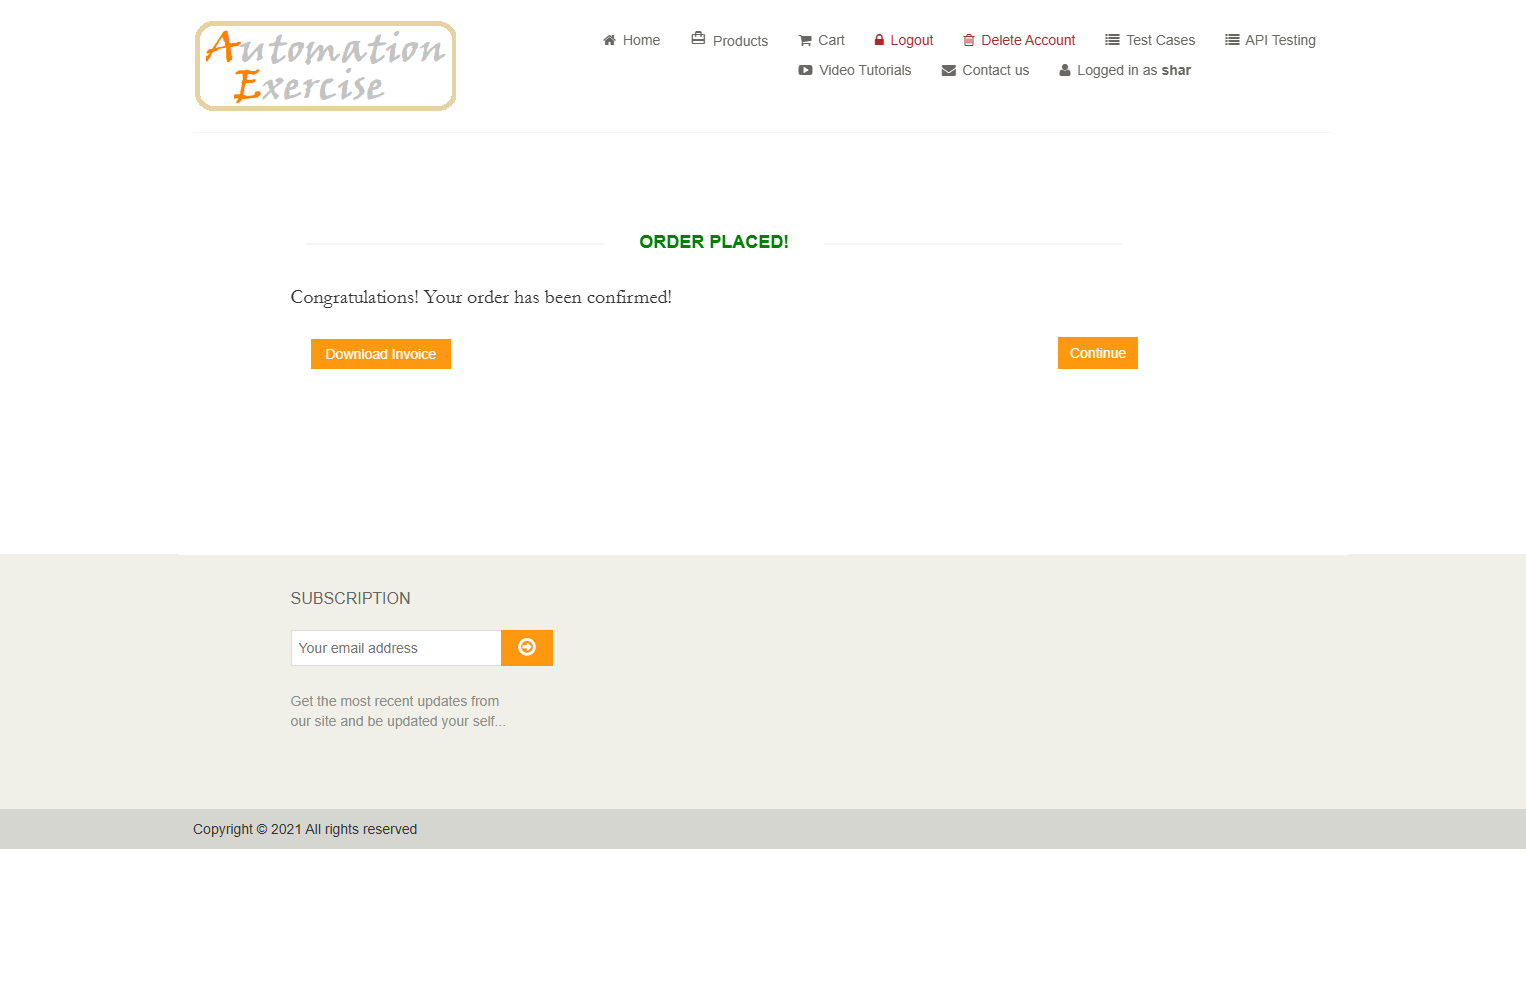 Automation
Exercise
Home Products Cart Logout Delete Account Test Cases API Testing
Video Tutorials Contact us Logged in as shar
ORDER PLACED!
Congratulations! Your order has been confirmed!
Download Invoice Continue
SUBSCRIPTION
Your email address
Get the most recent updates from
our site and be updated your self...
Copyright © 2021 All rights reserved